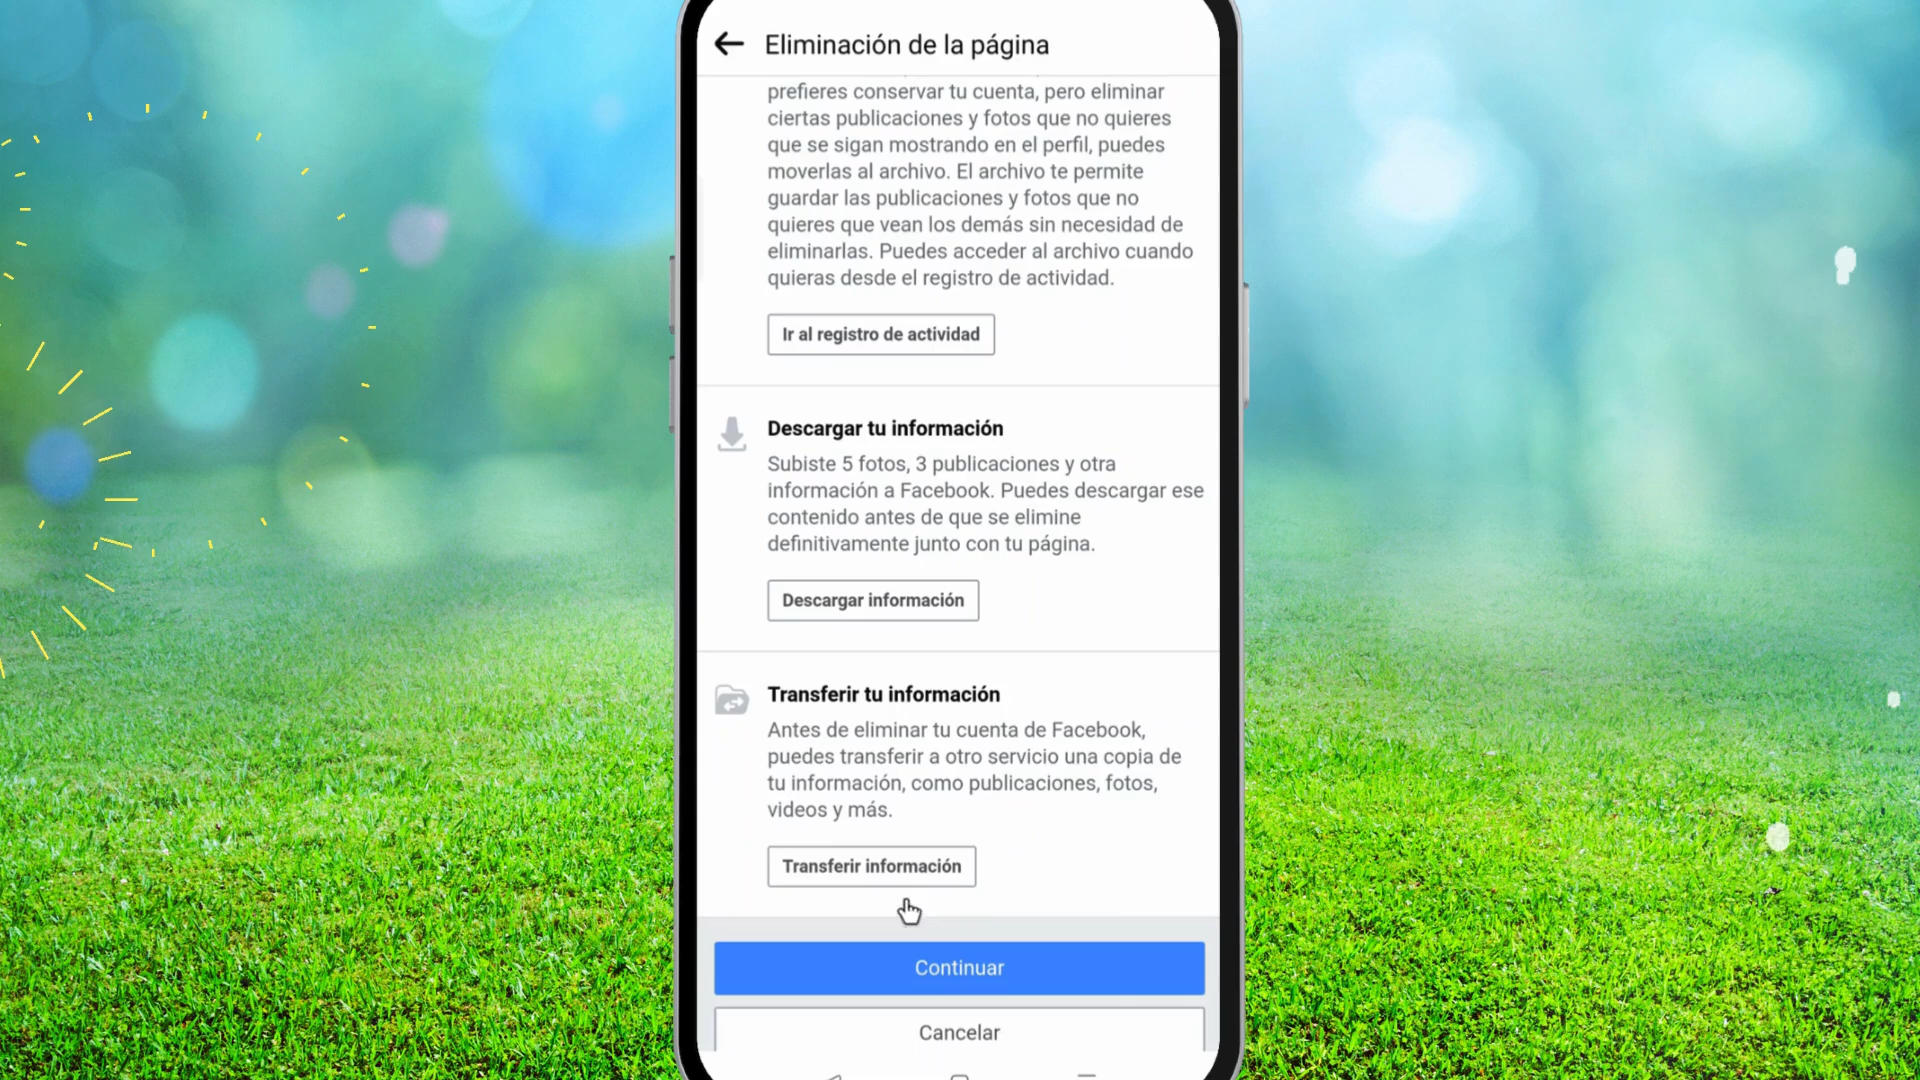 Eliminación de la página
prefieres conservar tu cuenta, pero eliminar
ciertas publicaciones y fotos que no quieres
que se sigan mostrando en el perfil, puedes
moverlas al archivo. El archivo te permite
guardar las publicaciones y fotos que no
quieres que vean los demás sin necesidad de
eliminarlas. Puedes acceder al archivo cuando
quieras desde el registro de actividad.
Ir al registro de actividad
Descargar tu información
Subiste 5 fotos, 3 publicaciones y otra
información a Facebook. Puedes descargar ese
contenido antes de que se elimine
definitivamente junto con tu página.
Descargar información
Transferir tu información
Antes de eliminar tu cuenta de Facebook,
puedes transferir a otro servicio una copia de
tu información, como publicaciones, fotos,
videos y más.
Transferir información
Continuar
Cancelar